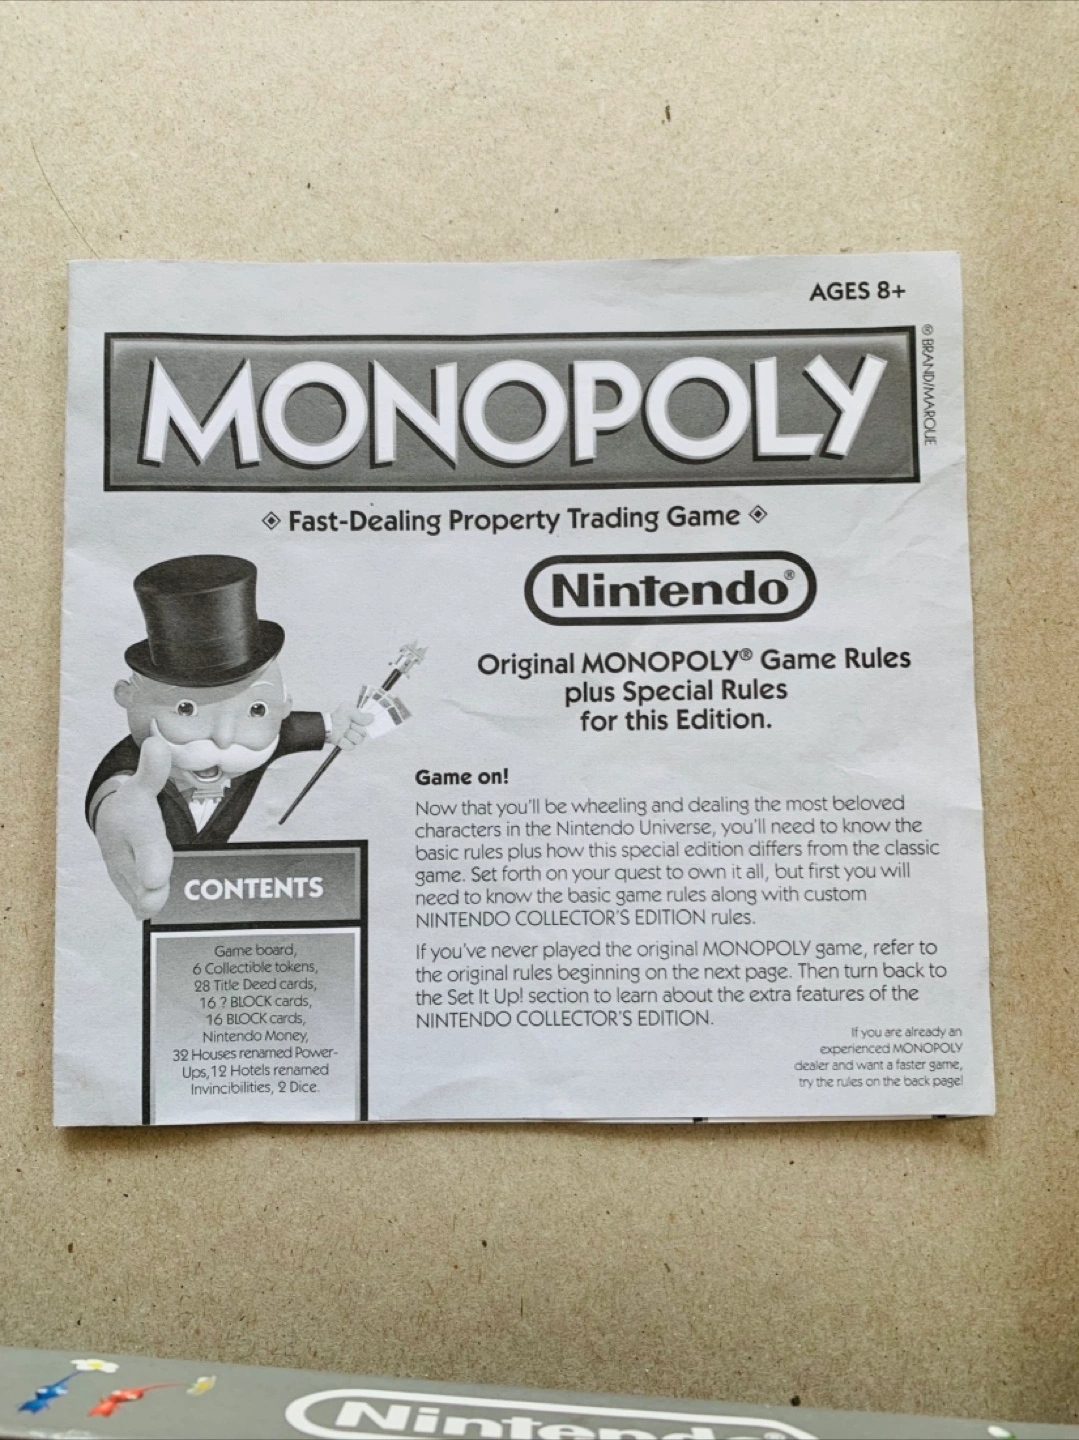 AGES 8+
MONOPOLY
® BRAND/MARQUE
Fast-Dealing Property Trading Game
Nintendo®
Original MONOPOLY® Game Rules
plus Special Rules
for this Edition.
Game on!
Now that you'll be wheeling and dealing the most beloved
characters in the Nintendo Universe, you'll need to know the
basic rules plus how this special edition differs from the classic
game. Set forth on your quest to own it all, but first you will
need to know the basic game rules along with custom
NINTENDO COLLECTOR'S EDITION rules.
If you've never played the original MONOPOLY game, refer to
the original rules beginning on the next page. Then turn back to
the Set It Up! section to learn about the extra features of the
NINTENDO COLLECTOR'S EDITION.
If you are already an
experienced MONOPOLY
dealer and want a faster game,
try the rules on the back page!
CONTENTS
Game board,
6 Collectible tokens,
28 Title Deed cards,
16 ? BLOCK cards,
16 BLOCK cards,
Nintendo Money,
32 Houses renamed Power-
Ups, 12 Hotels renamed
Invincibilities, 2 Dice.
Nintendo®